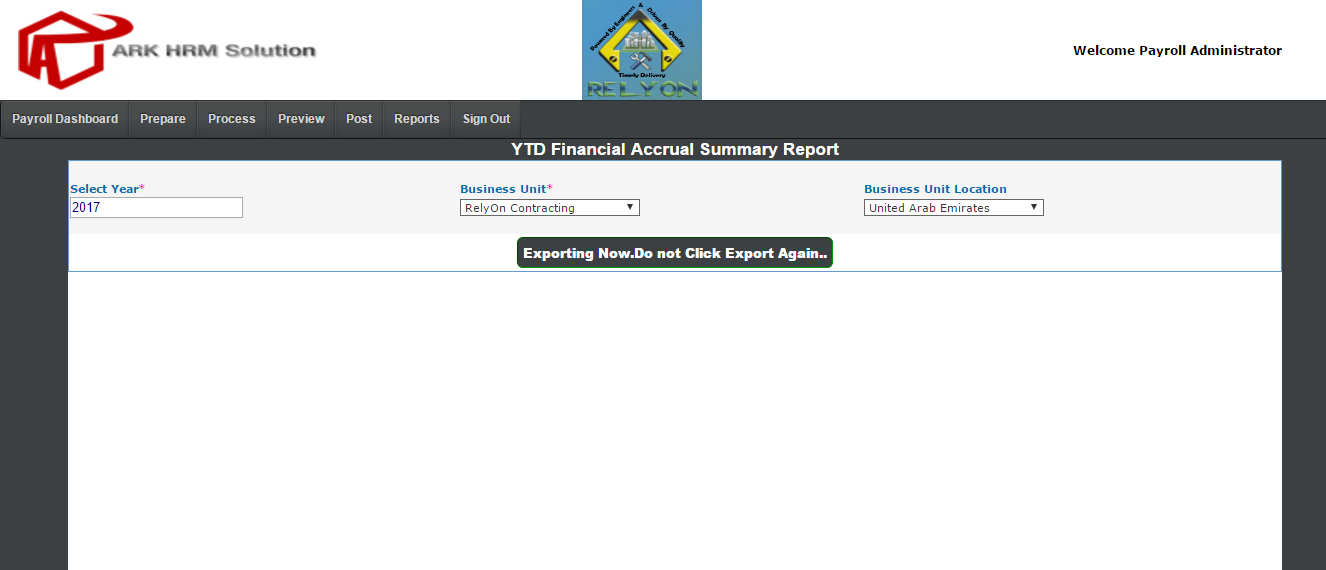 ARK HRM Solution
Powered By Engineers & Driven By Quality
Timely Delivery
RELYON
Welcome Payroll Administrator
Payroll Dashboard Prepare Process Preview Post Reports Sign Out
YTD Financial Accrual Summary Report
Select Year* Business Unit* Business Unit Location
2017 RelyOn Contracting United Arab Emirates
Exporting Now.Do not Click Export Again..